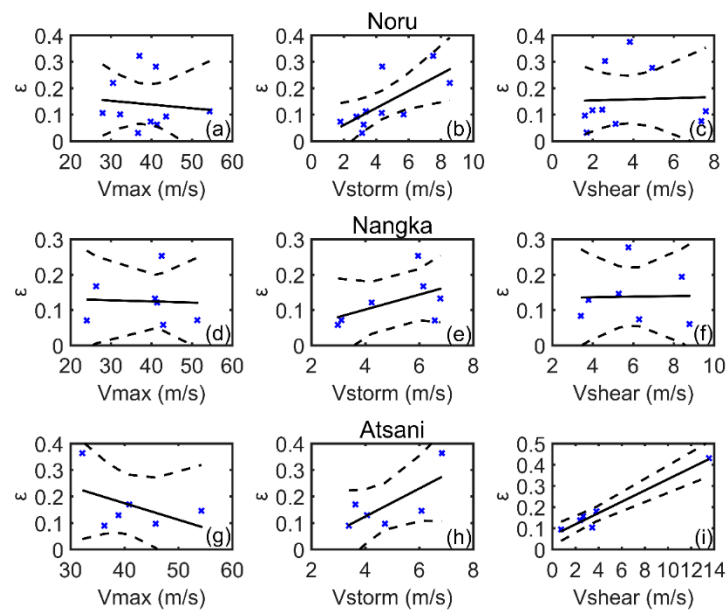 Noru
0.4 0.4 0.4
0.3 0.3 0.3
ε 0.2 ε 0.2 ε 0.2
0.1 0.1 0.1
0 (a) 0 (b) 0 (c)
20 30 40 50 60 0 2 4 6 8 10 0 2 4 6 8
Vmax (m/s) Vstorm (m/s) Vshear (m/s)
Nangka
0.3 0.3 0.3
0.2 0.2 0.2
ε ε ε
0.1 0.1 0.1
0 (d) 0 (e) 0 (f)
20 30 40 50 60 2 4 6 8 2 4 6 8 10
Vmax (m/s) Vstorm (m/s) Vshear (m/s)
Atsani
0.4 0.4 0.5
0.3 0.3 0.4
ε 0.2 ε 0.2 ε 0.3
0.2
0.1 0.1 0.1
0 (g) 0 (h) 0 (i)
30 40 50 60 2 4 6 8 0 2 4 6 8 10 12 14
Vmax (m/s) Vstorm (m/s) Vshear (m/s)